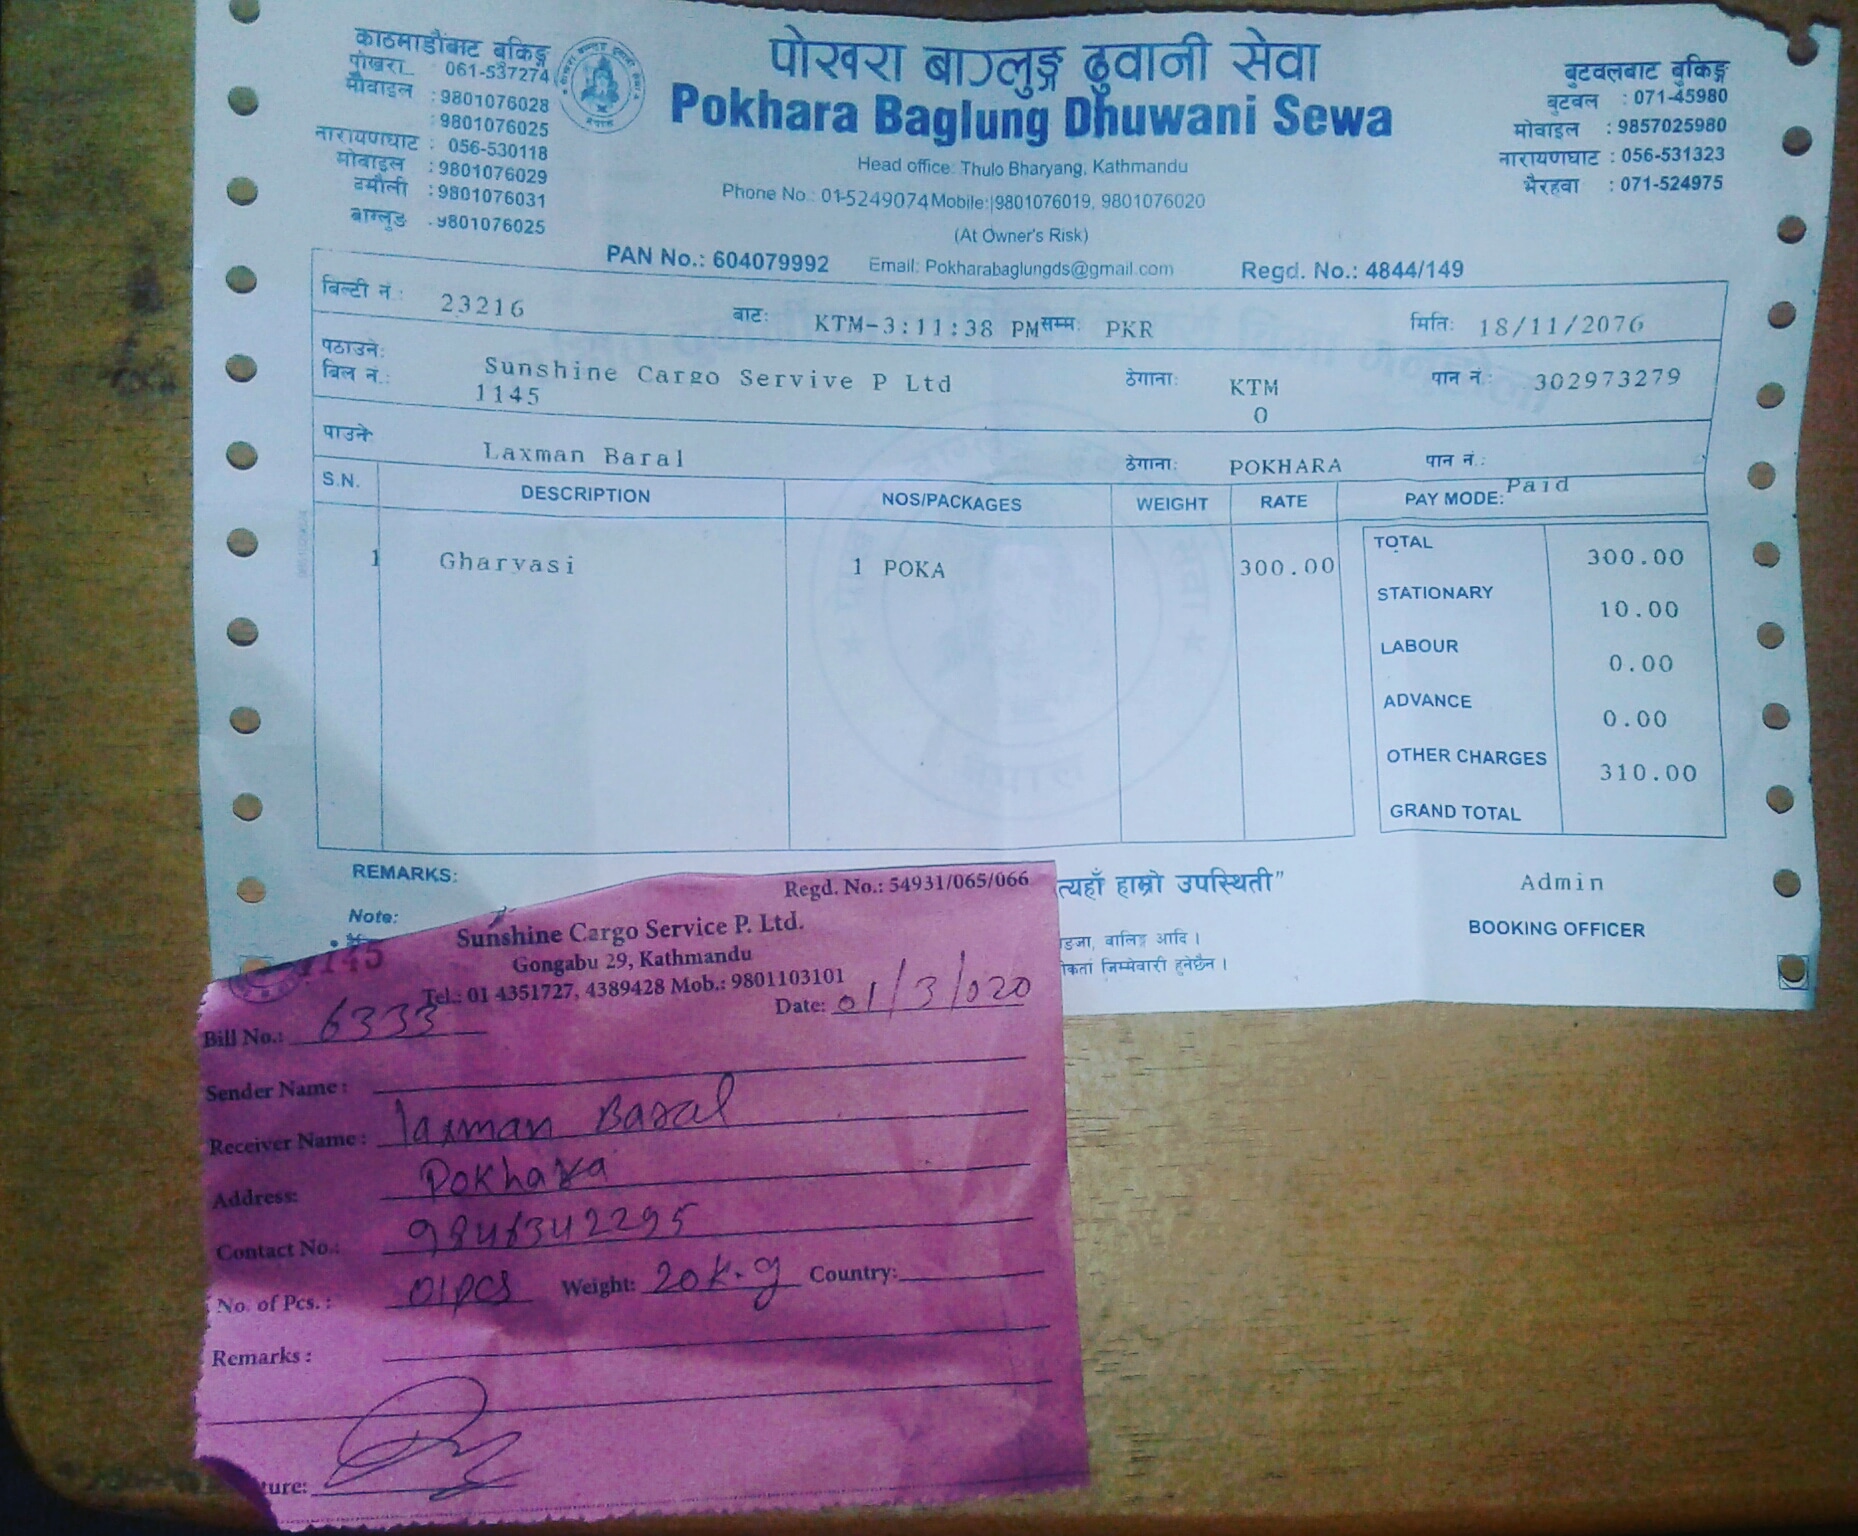 काठमाडौंबाट बुकिङ्ग
पोखरा : 061-537274
मोबाइल : 9801076028
: 9801076025
नारायणघाट : 056-530118
मोबाइल : 9801076029
दमौली : 9801076031
बाग्लुङ : 9801076025
पोखरा बाग्लुङ्ग ढुवानी सेवा
Pokhara Baglung Dhuwani Sewa
Head office: Thulo Bharyang, Kathmandu
Phone No.: 01-5249074 Mobile:|9801076019, 9801076020
(At Owner's Risk)
PAN No.: 604079992 Email: Pokharabaglungds@gmail.com Regd. No.: 4844/149
बुटवलबाट बुकिङ्ग
बुटवल : 071-45980
मोवाइल : 9857025980
नारायणघाट : 056-531323
भैरहवा : 071-524975
बिल्टी नं.: 23216 बाट: KTM-3:11:38 PM सम्म: PKR मिति: 18/11/2076
पठाउने: Sunshine Cargo Servive P Ltd ठेगाना: KTM पान नं.: 302973279
बिल नं.: 1145 0
पाउने Laxman Baral ठेगाना: POKHARA पान नं.:
S.N. DESCRIPTION NOS/PACKAGES WEIGHT RATE PAY MODE: Paid
1 Gharyasi 1 POKA 300.00
TOTAL 300.00
STATIONARY 10.00
LABOUR 0.00
ADVANCE 0.00
OTHER CHARGES 310.00
GRAND TOTAL
REMARKS:
त्यहाँ हाम्रो उपस्थिती”
Admin
Note:
BOOKING OFFICER
वालिङ्ग आदि ।
जिम्मेवारी हुनेछैन ।
Regd. No.: 54931/065/066
Sunshine Cargo Service P. Ltd.
Gongabu 29, Kathmandu
1145
Tel.: 01 4351727, 4389428 Mob.: 9801103101
Bill No.: 6333 Date: 01/3/020
Sender Name :
Receiver Name : laxman Baral
Address: Pokhara
Contact No.: 9846342295
No. of Pcs. : 01pcs Weight: 20k.g Country:
Remarks :
ture: